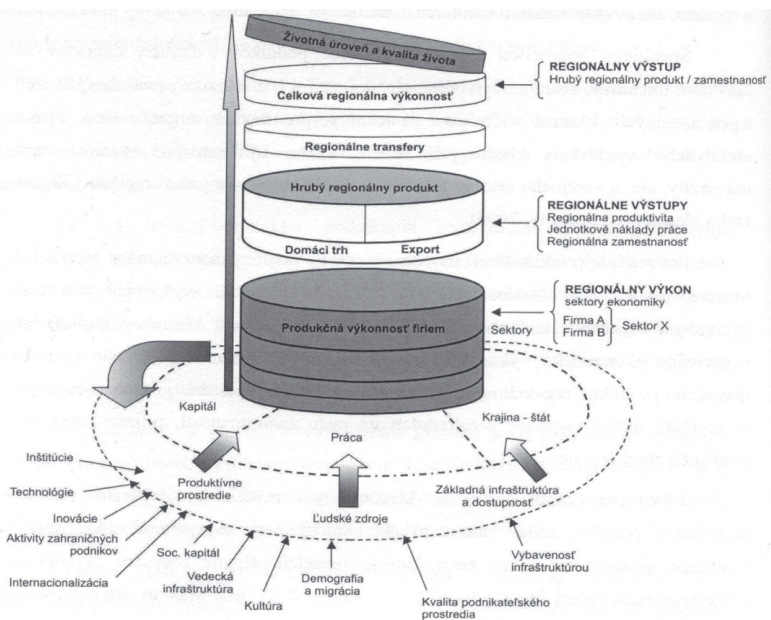 Životná úroveň a kvalita života
REGIONÁLNY VÝSTUP
Hrubý regionálny produkt / zamestnanosť
Celková regionálna výkonnosť
Regionálne transfery
Hrubý regionálny produkt
Domáci trh
Export
REGIONÁLNE VÝSTUPY
Regionálna produktivita
Jednotkové náklady práce
Regionálna zamestnanosť
REGIONÁLNY VÝKON
sektory ekonomiky
Produkčná výkonnosť firiem
Sektory
Firma A
Firma B
Sektor X
Kapitál
Práca
Krajina - štát
Inštitúcie
Technológie
Inovácie
Aktivity zahraničných
podnikov
Internacionalizácia
Produktívne
prostredie
Ľudské zdroje
Základná infraštruktúra
a dostupnosť
Soc. kapitál
Vedecká
infraštruktúra
Kultúra
Demografia
a migrácia
Vybavenosť
infraštruktúrou
Kvalita podnikateľského
prostredia